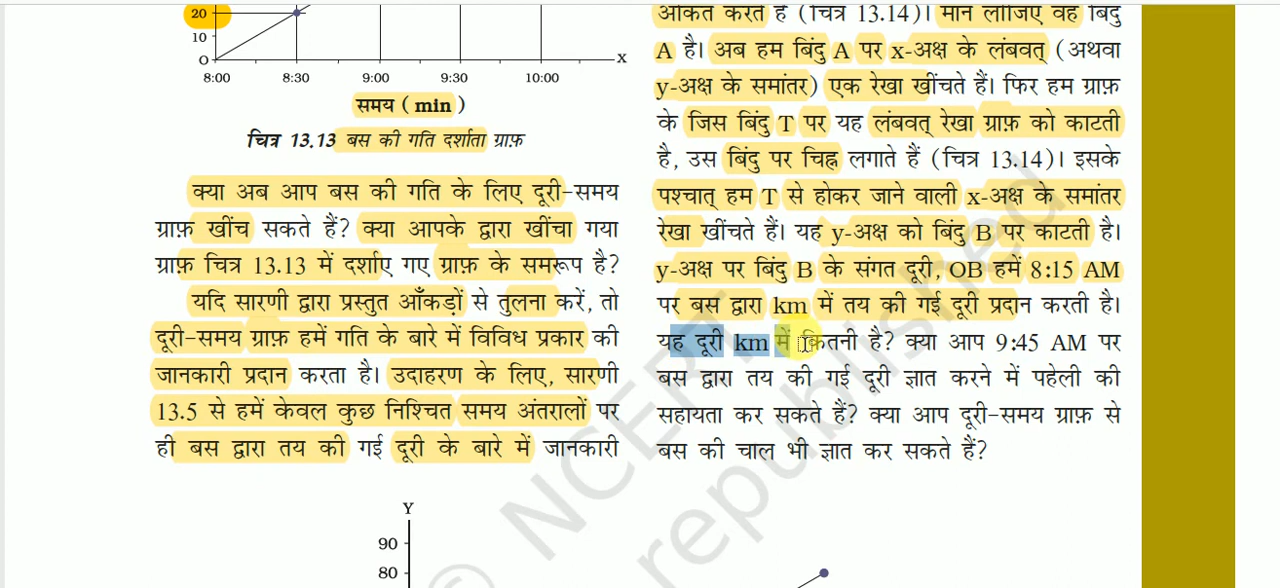 20
10
O
X
8:00 8:30 9:00 9:30 10:00
समय ( min )
चित्र 13.13 बस की गति दर्शाता ग्राफ़
क्या अब आप बस की गति के लिए दूरी-समय
ग्राफ़ खींच सकते हैं? क्या आपके द्वारा खींचा गया
ग्राफ़ चित्र 13.13 में दर्शाए गए ग्राफ़ के समरूप है?
यदि सारणी द्वारा प्रस्तुत आँकड़ों से तुलना करें, तो
दूरी-समय ग्राफ़ हमें गति के बारे में विविध प्रकार की
जानकारी प्रदान करता है। उदाहरण के लिए, सारणी
13.5 से हमें केवल कुछ निश्चित समय अंतरालों पर
ही बस द्वारा तय की गई दूरी के बारे में जानकारी
अंकित करते हैं (चित्र 13.14)। मान लीजिए वह बिंदु
A है। अब हम बिंदु A पर x-अक्ष के लंबवत् (अथवा
y-अक्ष के समांतर) एक रेखा खींचते हैं। फिर हम ग्राफ़
के जिस बिंदु T पर यह लंबवत् रेखा ग्राफ़ को काटती
है, उस बिंदु पर चिह्न लगाते हैं (चित्र 13.14)। इसके
पश्चात् हम T से होकर जाने वाली x-अक्ष के समांतर
रेखा खींचते हैं। यह y-अक्ष को बिंदु B पर काटती है।
y-अक्ष पर बिंदु B के संगत दूरी, OB हमें 8:15 AM
पर बस द्वारा km में तय की गई दूरी प्रदान करती है।
यह दूरी km में कितनी है? क्या आप 9:45 AM पर
बस द्वारा तय की गई दूरी ज्ञात करने में पहेली की
सहायता कर सकते हैं? क्या आप दूरी-समय ग्राफ़ से
बस की चाल भी ज्ञात कर सकते हैं?
Y
90
80
© NCERT
republished